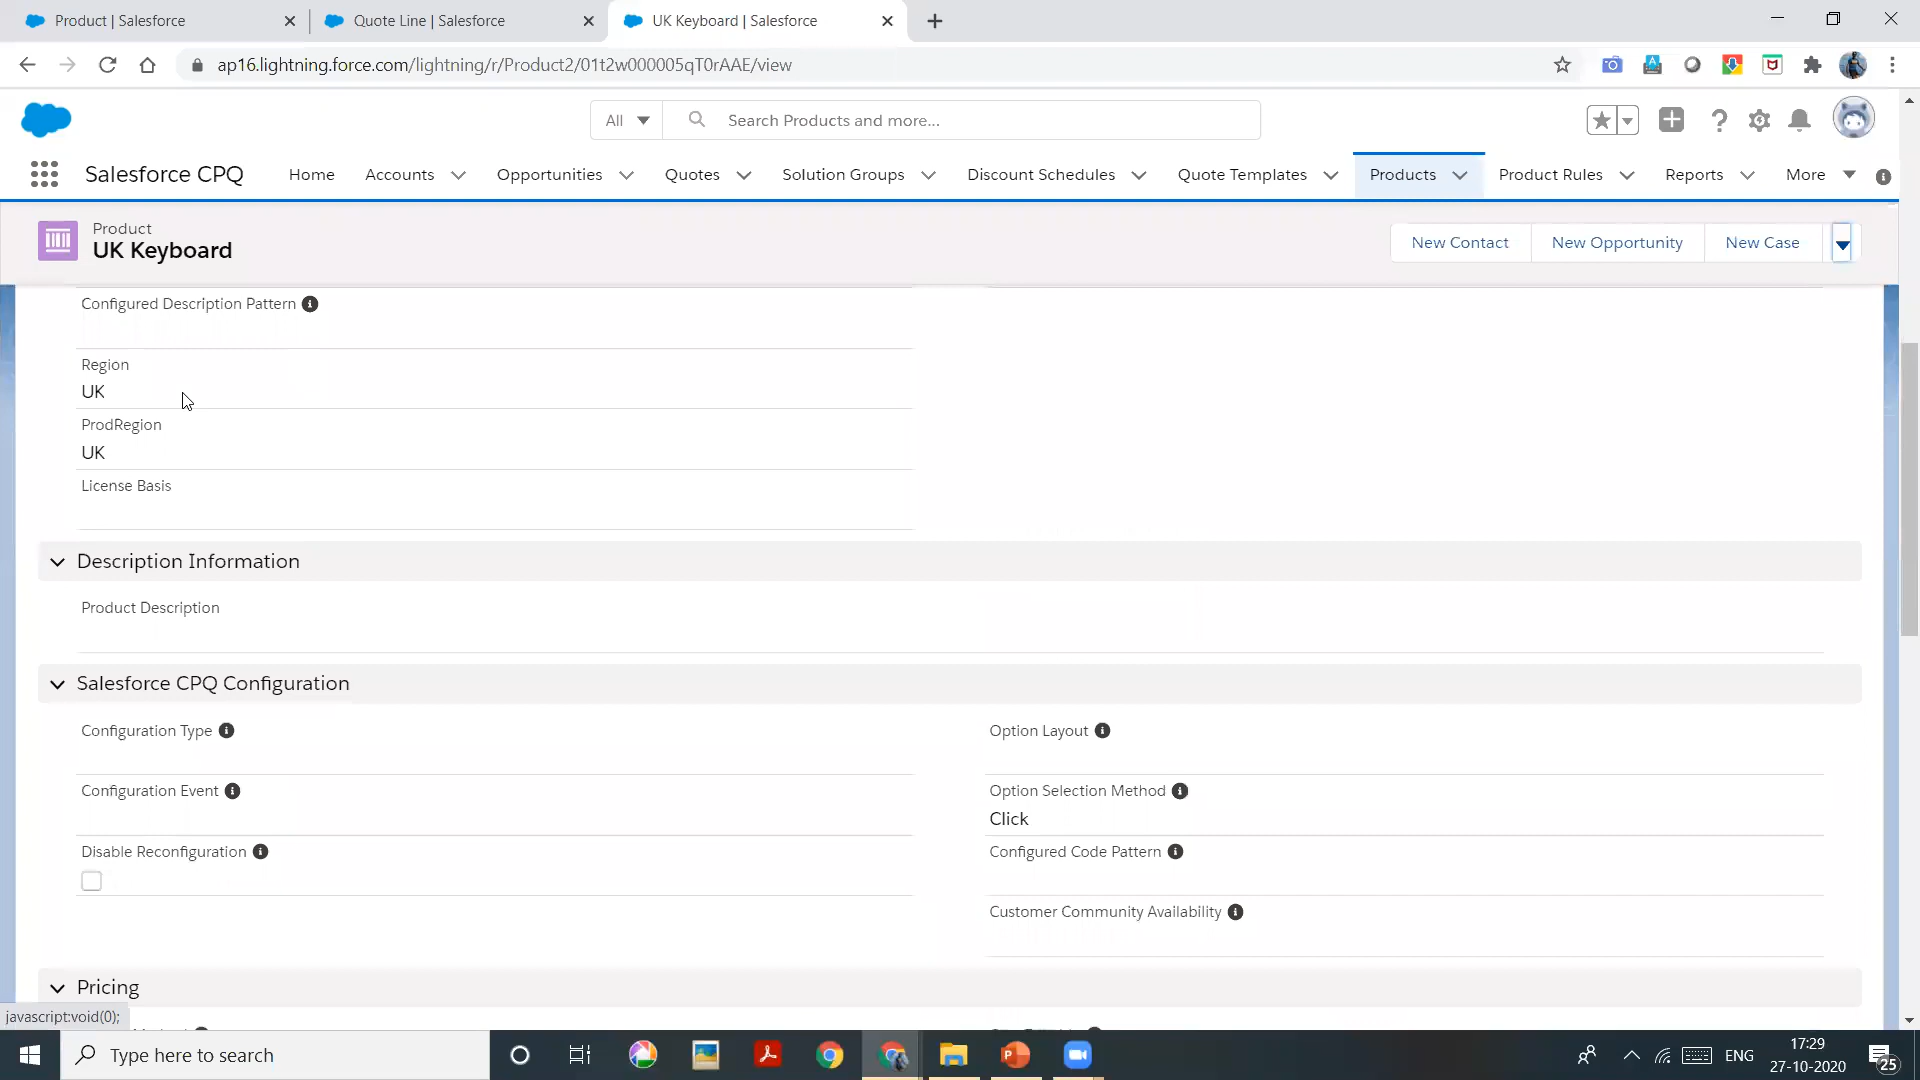 Product | Salesforce
Quote Line | Salesforce
UK Keyboard | Salesforce
ap16.lightning.force.com/lightning/r/Product2/01t2w000005qT0rAAE/view
All
Search Products and more...
Salesforce CPQ
Home
Accounts
Opportunities
Quotes
Solution Groups
Discount Schedules
Quote Templates
Products
Product Rules
Reports
More
Product
UK Keyboard
New Contact
New Opportunity
New Case
Configured Description Pattern
Region
UK
ProdRegion
UK
License Basis
Description Information
Product Description
Salesforce CPQ Configuration
Configuration Type
Option Layout
Configuration Event
Option Selection Method
Click
Disable Reconfiguration
Configured Code Pattern
Customer Community Availability
Pricing
javascript:void(0);
Type here to search
ENG
17:29
27-10-2020
25